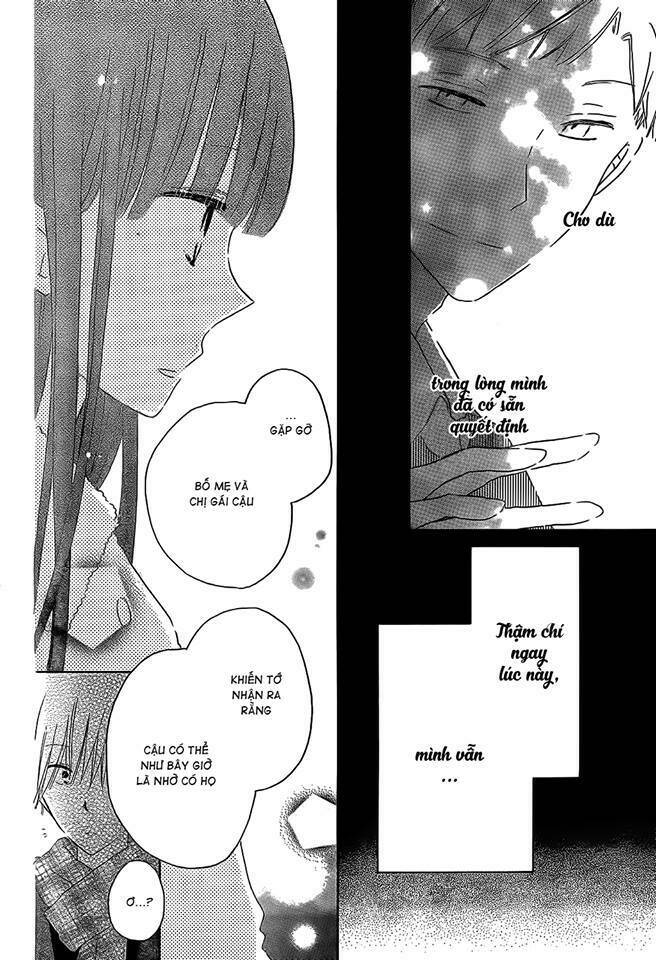 Cho dù
trong lòng mình
đã có sẵn
quyết định
Thậm chí
ngay
lúc này,
mình vẫn
...
...
GẶP GỠ
BỐ MẸ VÀ
CHỊ GÁI CẬU
KHIẾN TỚ
NHẬN RA
RẰNG
CẬU CÓ THỂ
NHƯ BÂY GIỜ
LÀ NHỜ CÓ HỌ
Ơ...?